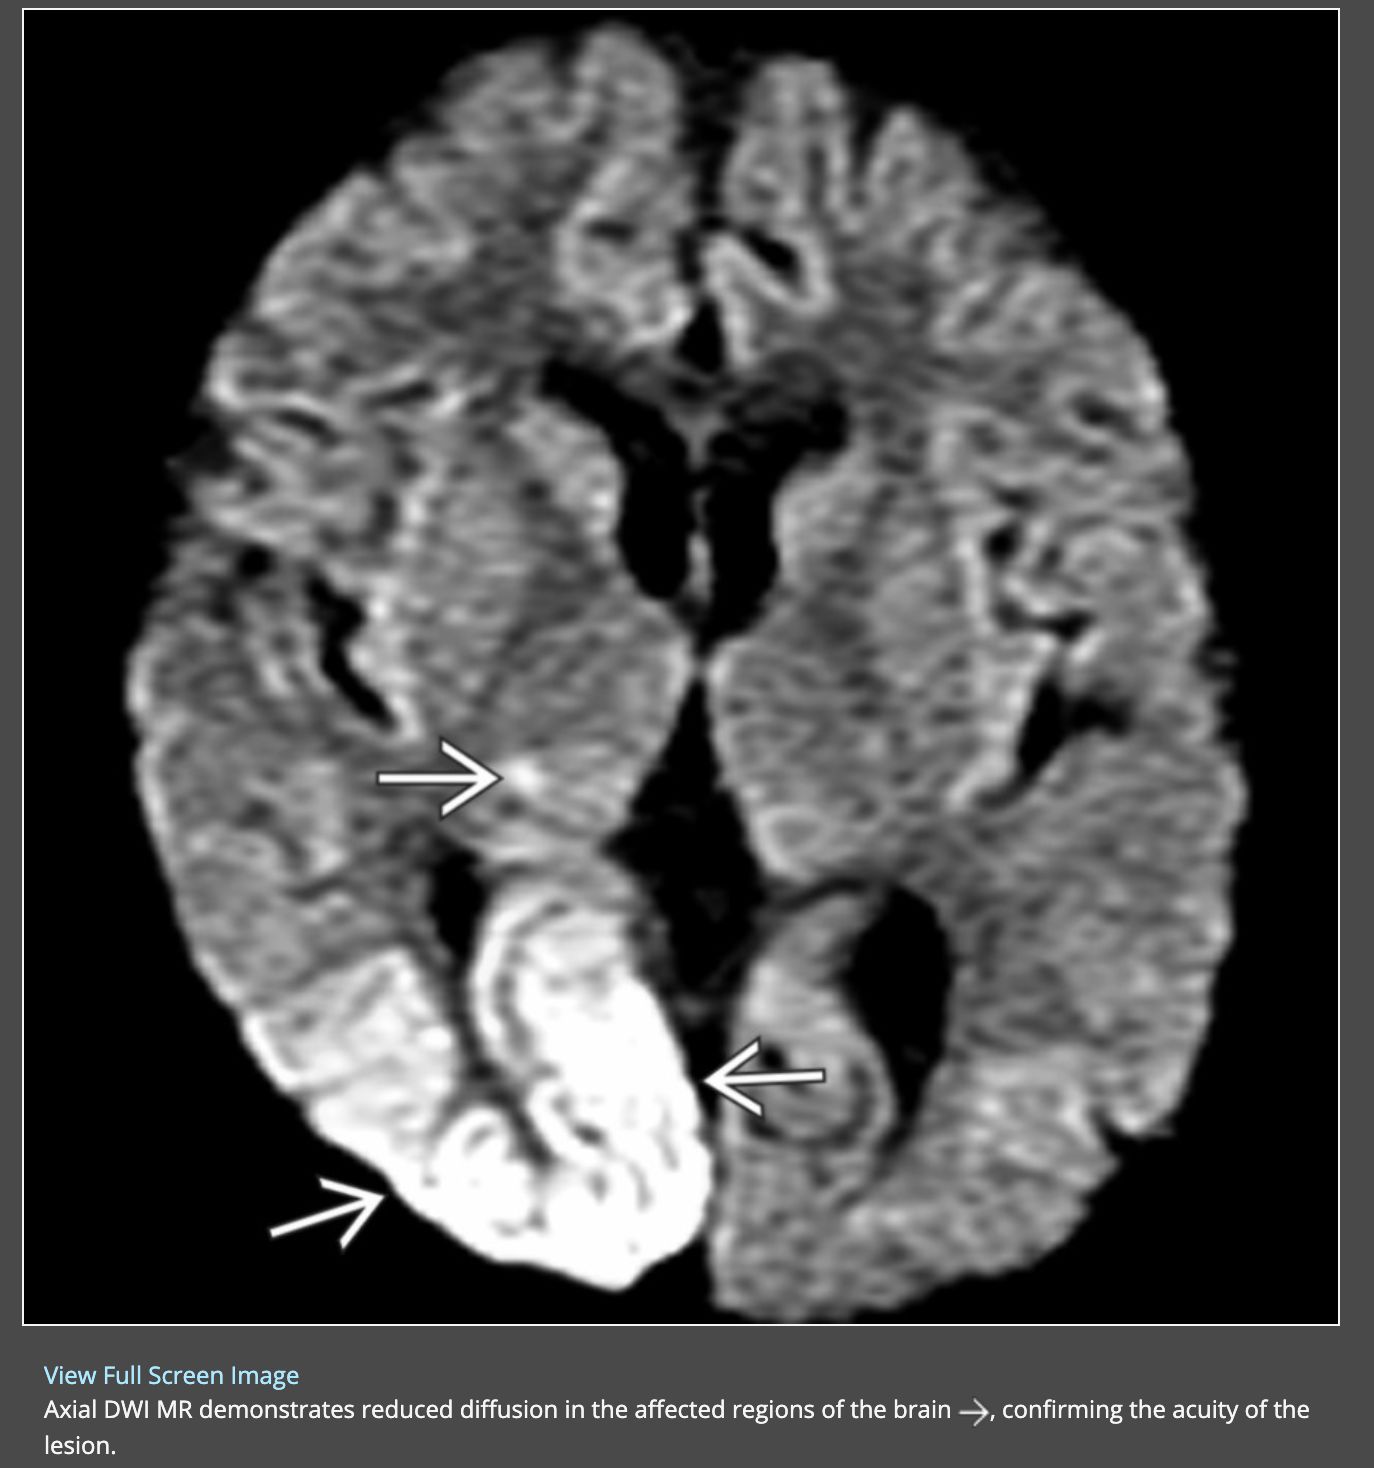 View Full Screen Image
Axial DWI MR demonstrates reduced diffusion in the affected regions of the brain →, confirming the acuity of the
lesion.